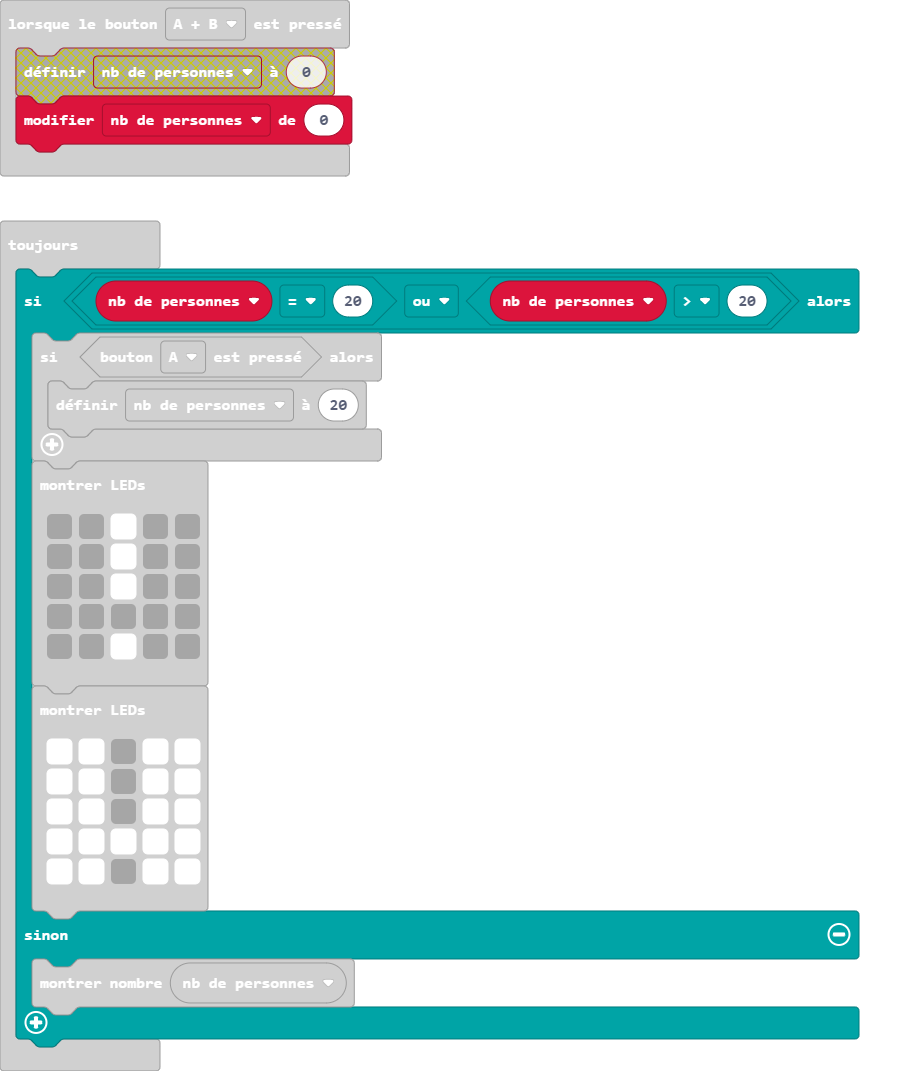 lorsque le bouton A + B est pressé
définir nb de personnes à 0
modifier nb de personnes de 0
toujours
si nb de personnes = 20 ou nb de personnes > 20 alors
si bouton A est pressé alors
définir nb de personnes à 20
montrer LEDs
montrer LEDs
sinon
montrer nombre nb de personnes